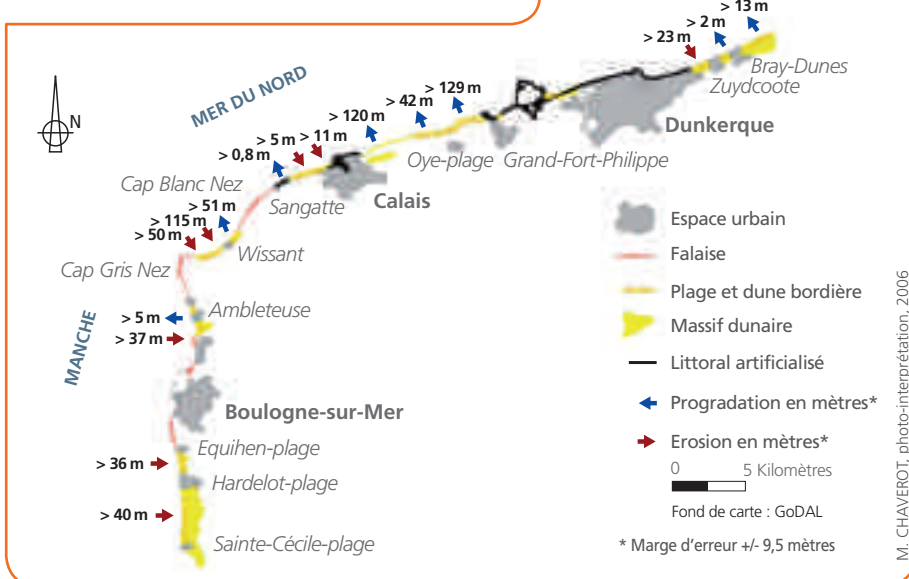 > 13 m
> 2 m
> 23 m
Bray-Dunes
Zuydcoote
Dunkerque
N
MER DU NORD
> 129 m
> 42 m
> 120 m
> 11 m
> 5 m
> 0,8 m
Oye-plage
Grand-Fort-Philippe
Cap Blanc Nez
Sangatte
Calais
> 51 m
> 115 m
> 50 m
Wissant
Cap Gris Nez
MANCHE
Ambleteuse
> 5 m
> 37 m
Boulogne-sur-Mer
Equihen-plage
> 36 m
Hardelot-plage
> 40 m
Sainte-Cécile-plage
Espace urbain
Falaise
Plage et dune bordière
Massif dunaire
Littoral artificialisé
Progradation en mètres*
Erosion en mètres*
0 5 Kilomètres
Fond de carte : GoDAL
* Marge d'erreur +/- 9,5 mètres
M. CHAVEROT, photo-interprétation, 2006